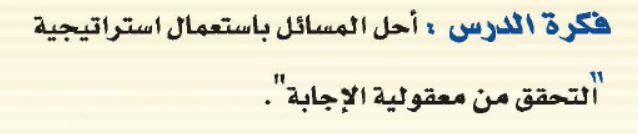 فكرة الدرس : أحل المسائل باستعمال استراتيجية
"التحقق من معقولية الإجابة".